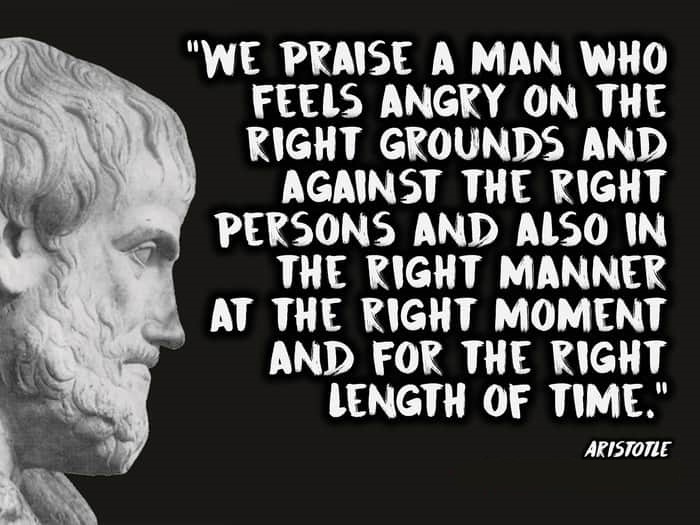 "WE PRAISE A MAN WHO
FEELS ANGRY ON THE
RIGHT GROUNDS AND
AGAINST THE RIGHT
PERSONS AND ALSO IN
THE RIGHT MANNER
AT THE RIGHT MOMENT
AND FOR THE RIGHT
LENGTH OF TIME."
ARISTOTLE